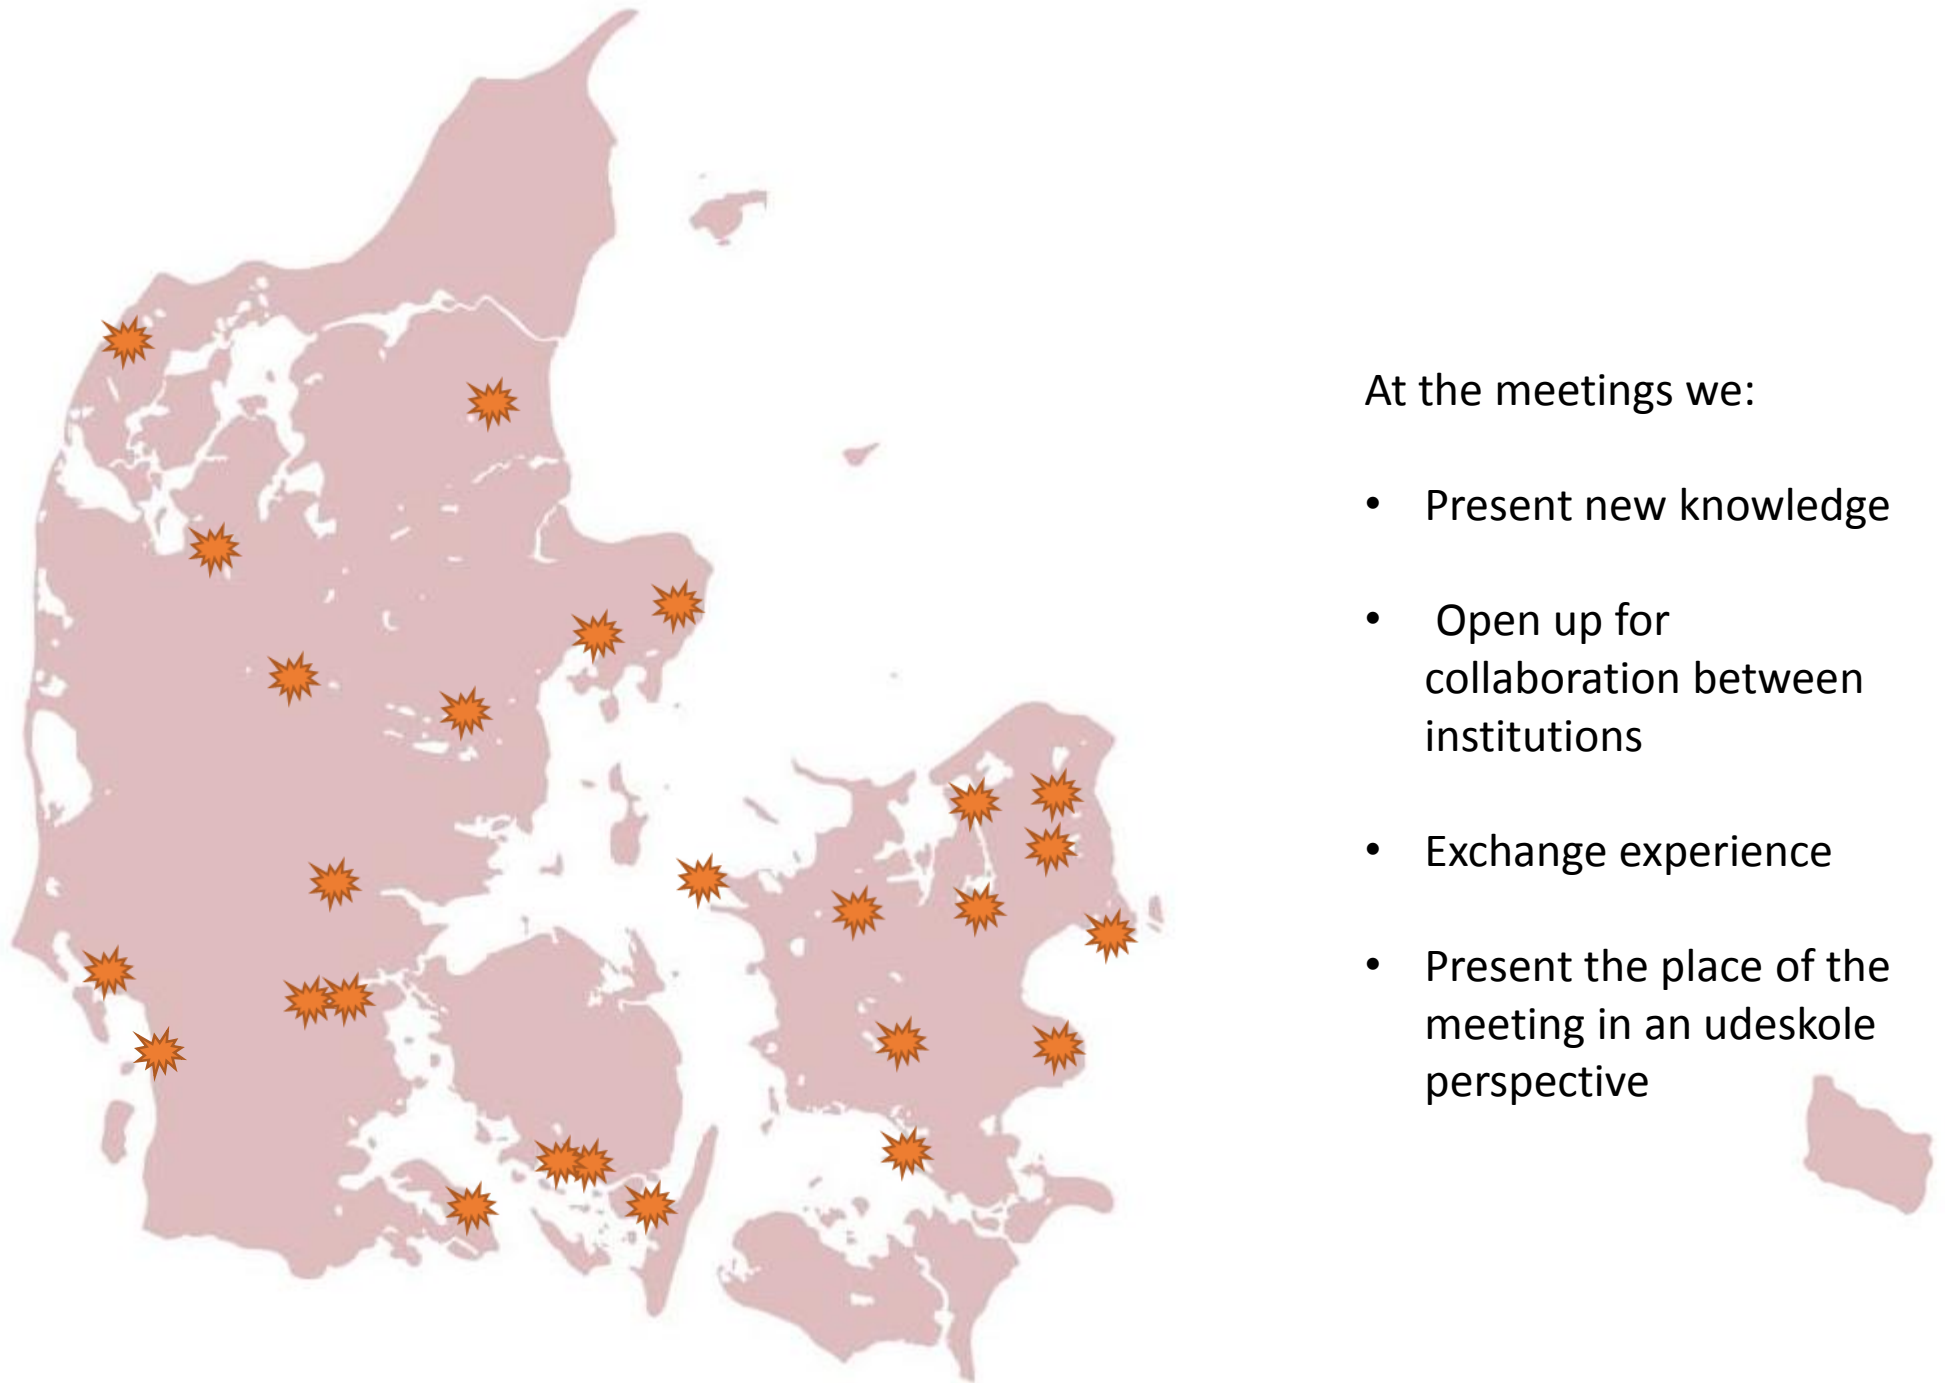 At the meetings we:
• Present new knowledge
• Open up for
collaboration between
institutions
• Exchange experience
• Present the place of the
meeting in an udeskole
perspective